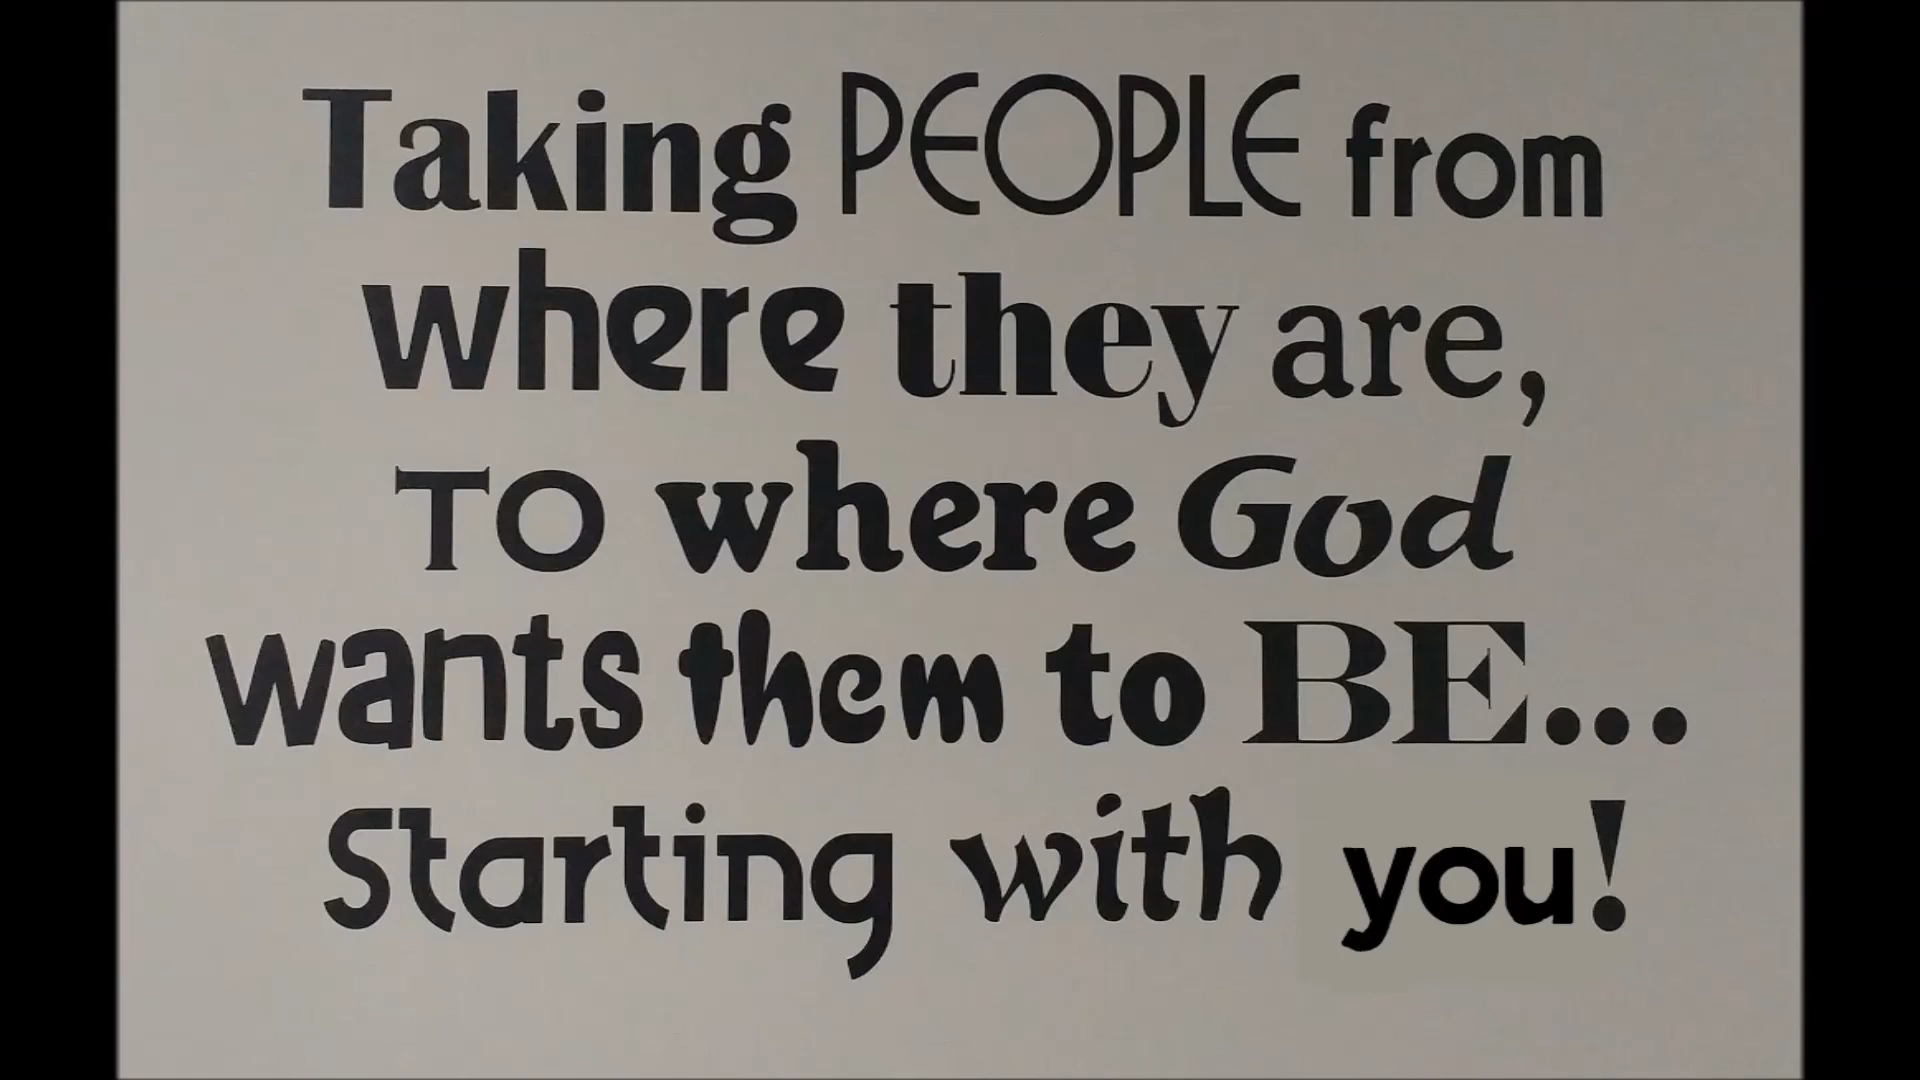 Taking PEOPLE from
where they are,
TO where God
wants them to BE...
Starting with you!